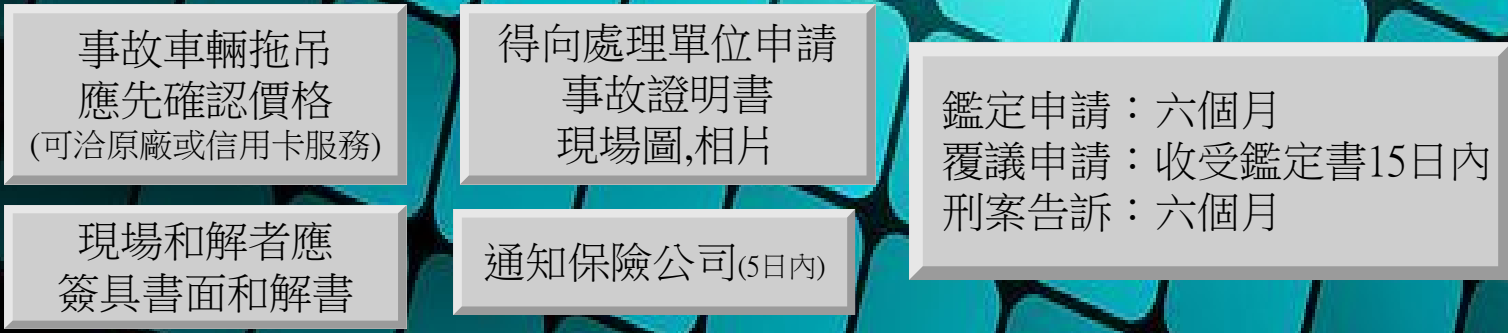 事故車輛拖吊
應先確認價格
(可洽原廠或信用卡服務)
現場和解者應
簽具書面和解書
得向處理單位申請
事故證明書
現場圖,相片
通知保險公司(5日內)
鑑定申請：六個月
覆議申請：收受鑑定書15日內
刑案告訴：六個月